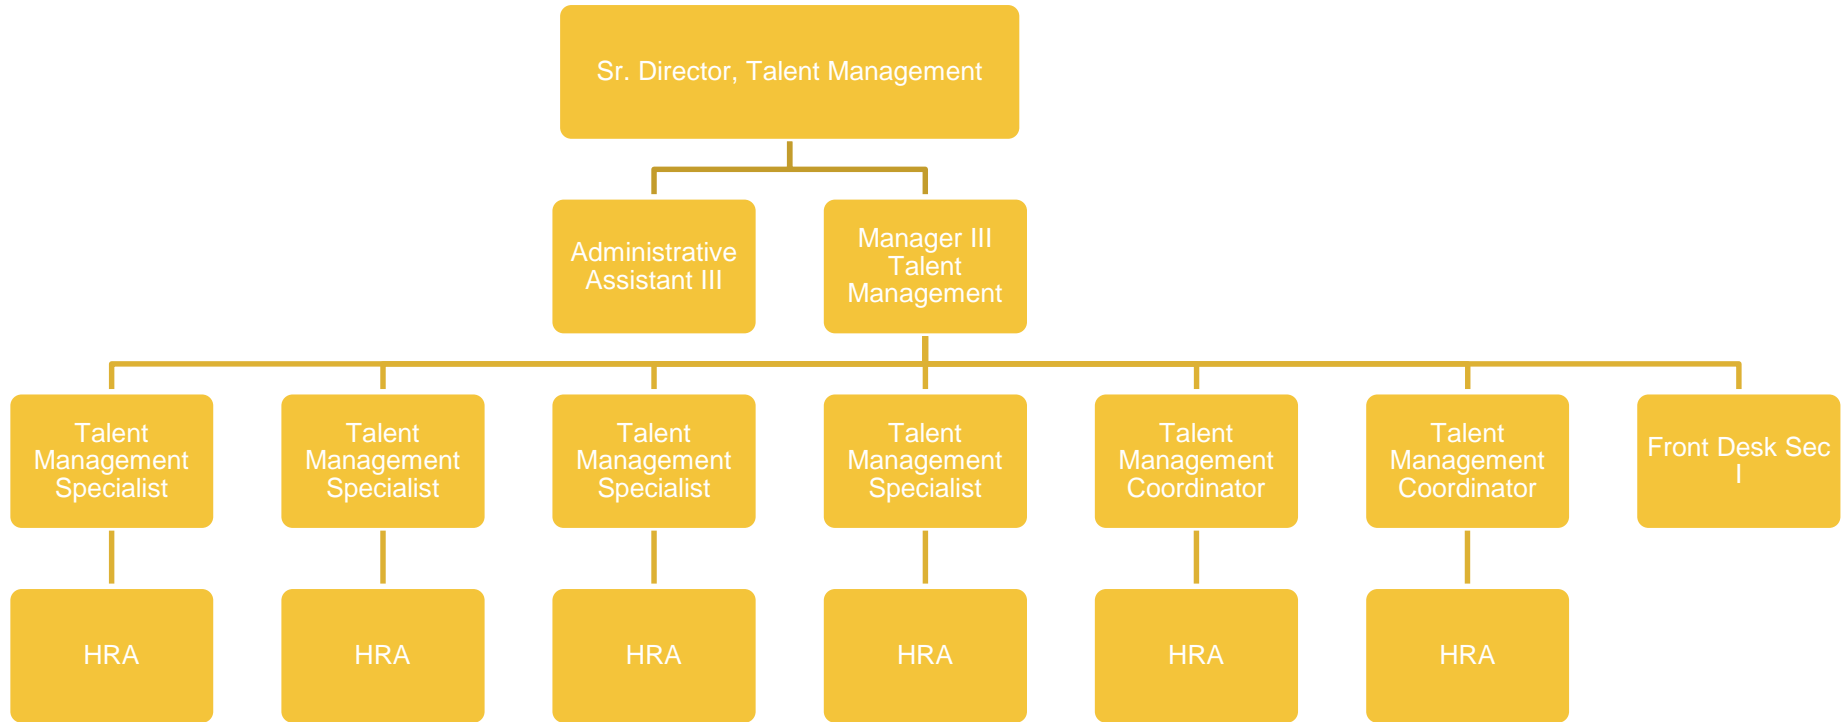 Sr. Director, Talent Management
Administrative
Assistant III
Manager III
Talent
Management
Talent
Management
Specialist
Talent
Management
Specialist
Talent
Management
Specialist
Talent
Management
Specialist
Talent
Management
Coordinator
Talent
Management
Coordinator
Front Desk Sec
I
HRA
HRA
HRA
HRA
HRA
HRA